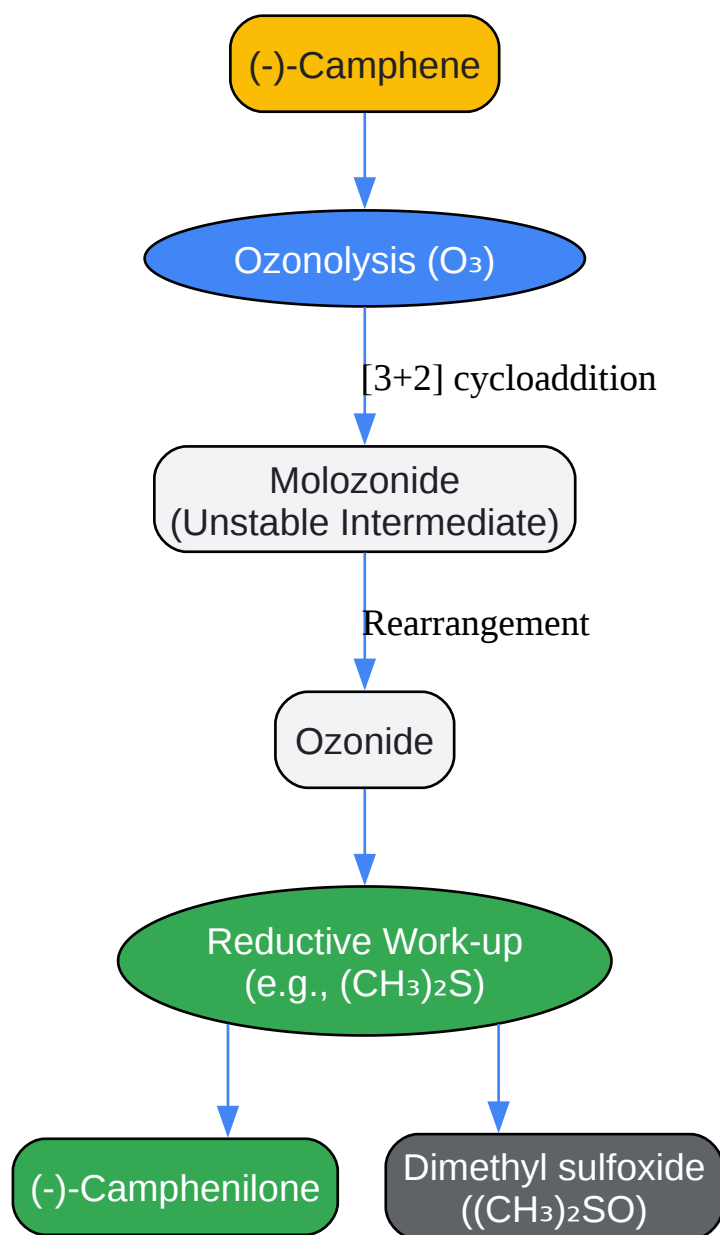 (-)-Camphene
Ozonolysis (O₃)
[3+2] cycloaddition
Molozonide
(Unstable Intermediate)
Rearrangement
Ozonide
Reductive Work-up
(e.g., (CH₃)₂S)
(-)-Camphenilone
Dimethyl sulfoxide
((CH₃)₂SO)